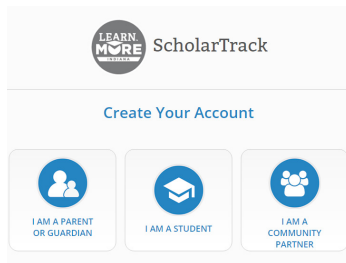 LEARN.
MORE
INDIANA
ScholarTrack
Create Your Account
I AM A PARENT
OR GUARDIAN
I AM A STUDENT
I AM A
COMMUNITY
PARTNER